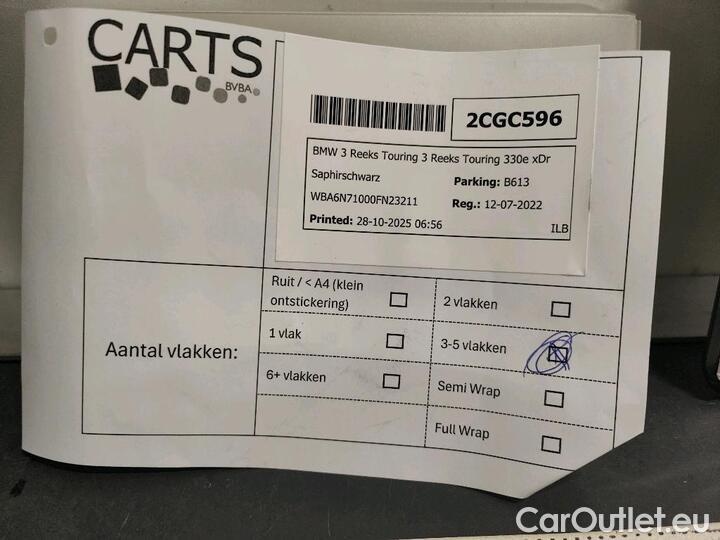 CARTS
BVBA
2CGC596
BMW 3 Reeks Touring 3 Reeks Touring 330e xDr
Saphirschwarz Parking: B613
WBA6N71000FN23211 Reg.: 12-07-2022
Printed: 28-10-2025 06:56 ILB
Aantal vlakken:
Ruit / < A4 (klein
ontstickering)
2 vlakken
1 vlak
3-5 vlakken
6+ vlakken
Semi Wrap
Full Wrap
CarOutlet.eu